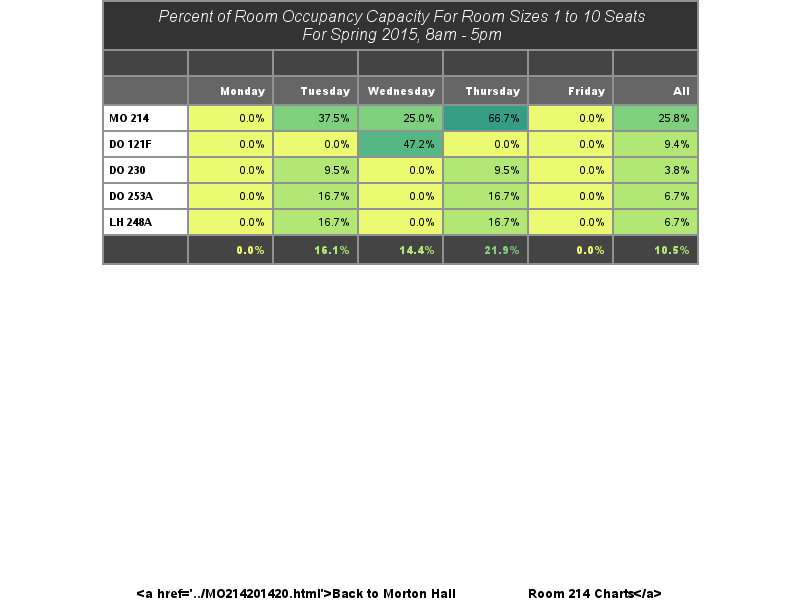 Percent of Room Occupancy Capacity For Room Sizes 1 to 10 Seats
For Spring 2015, 8am - 5pm
Monday Tuesday Wednesday Thursday Friday All
MO 214 0.0% 37.5% 25.0% 66.7% 0.0% 25.8%
DO 121F 0.0% 0.0% 47.2% 0.0% 0.0% 9.4%
DO 230 0.0% 9.5% 0.0% 9.5% 0.0% 3.8%
DO 253A 0.0% 16.7% 0.0% 16.7% 0.0% 6.7%
LH 248A 0.0% 16.7% 0.0% 16.7% 0.0% 6.7%
0.0% 16.1% 14.4% 21.9% 0.0% 10.5%
<a href='../MO214201420.html'>Back to Morton Hall Room 214 Charts</a>